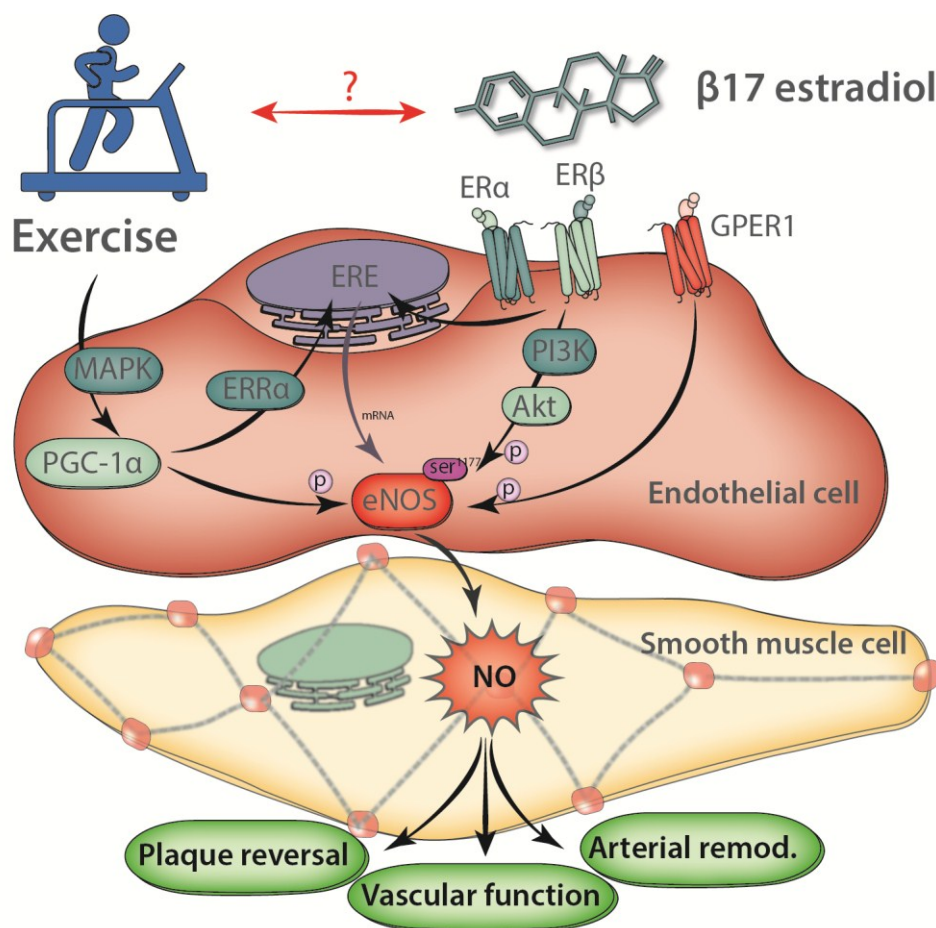 ?
β17 estradiol
Exercise
ERα
ERβ
GPER1
ERE
MAPK
ERRα
PI3K
Akt
mRNA
PGC-1α
p
p
p
ser1177
eNOS
Endothelial cell
Smooth muscle cell
NO
Plaque reversal
Vascular function
Arterial remod.